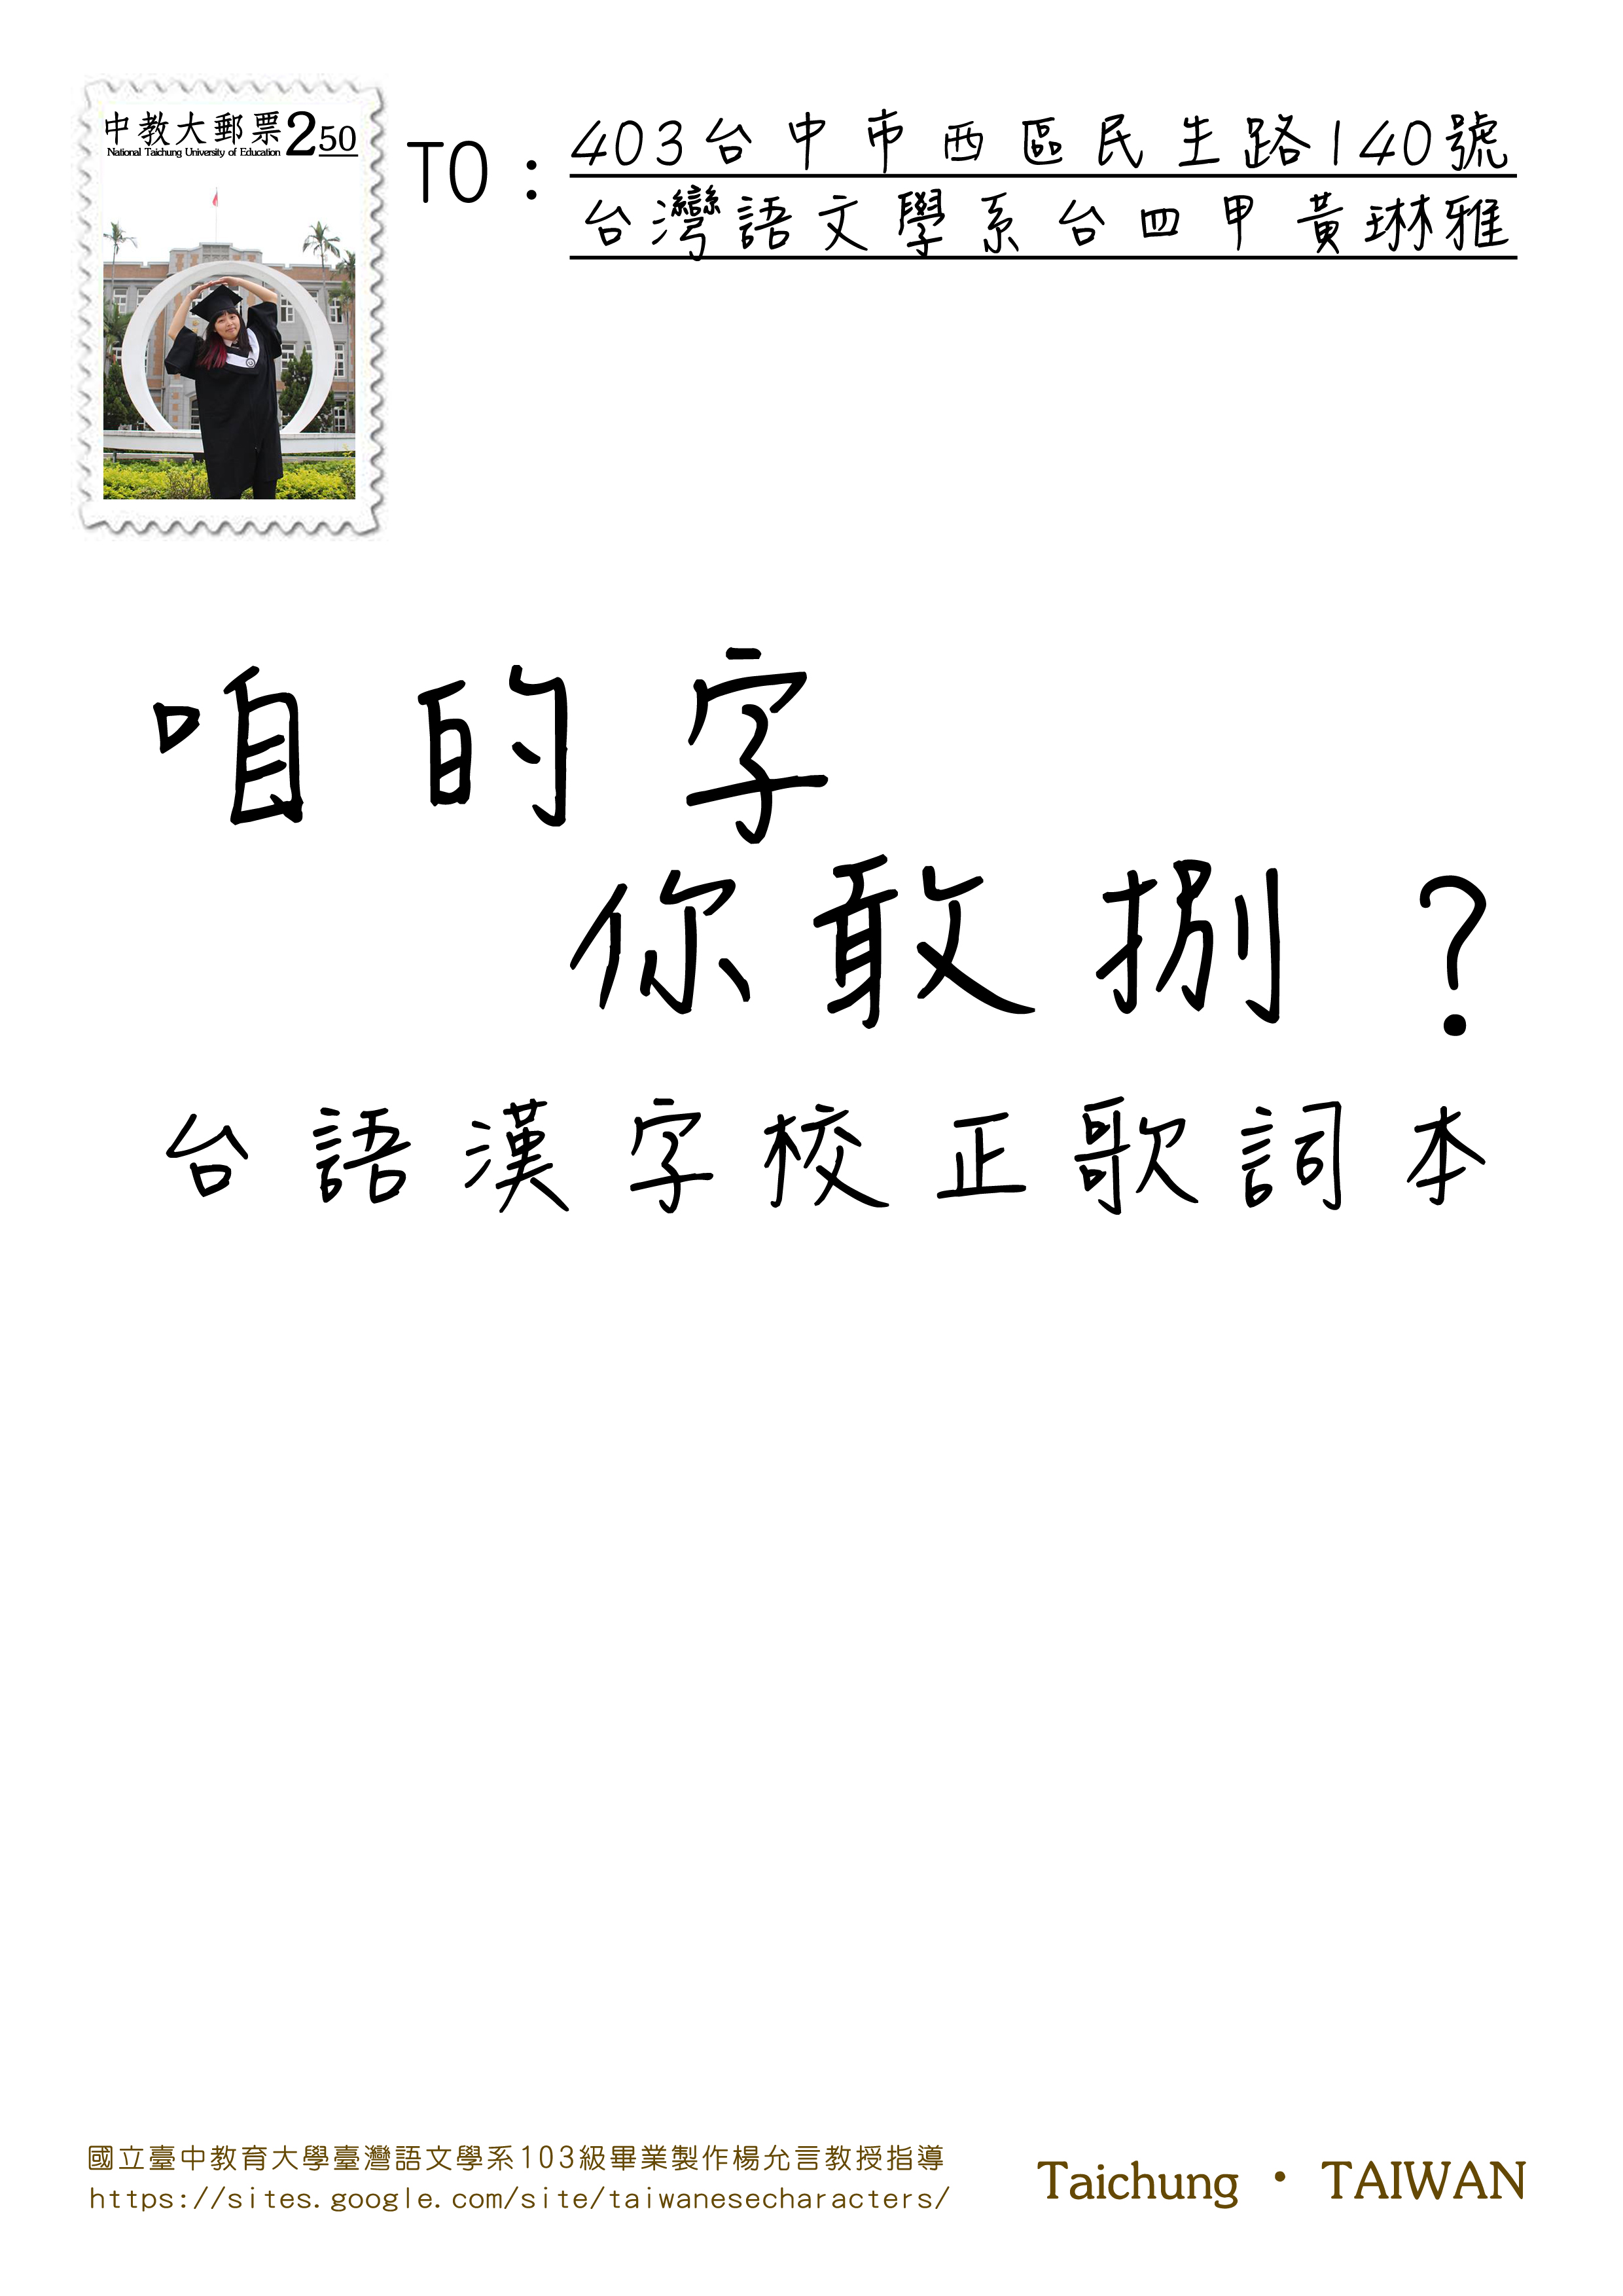 中教大郵票250
National Taichung University of Education
TO：403台中市西區民生路140號
台灣語文學系台四甲黃琳雅
咱的字
你敢捌？
台語漢字校正歌詞本
國立臺中教育大學臺灣語文學系103級畢業製作楊允言教授指導
https://sites.google.com/site/taiwanesecharacters/
Taichung • TAIWAN